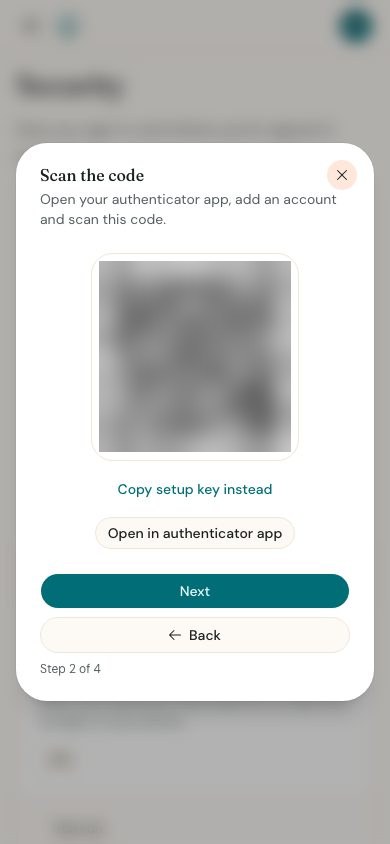 Scan the code
Open your authenticator app, add an account
and scan this code.
Copy setup key instead
Open in authenticator app
Next
Back
Step 2 of 4